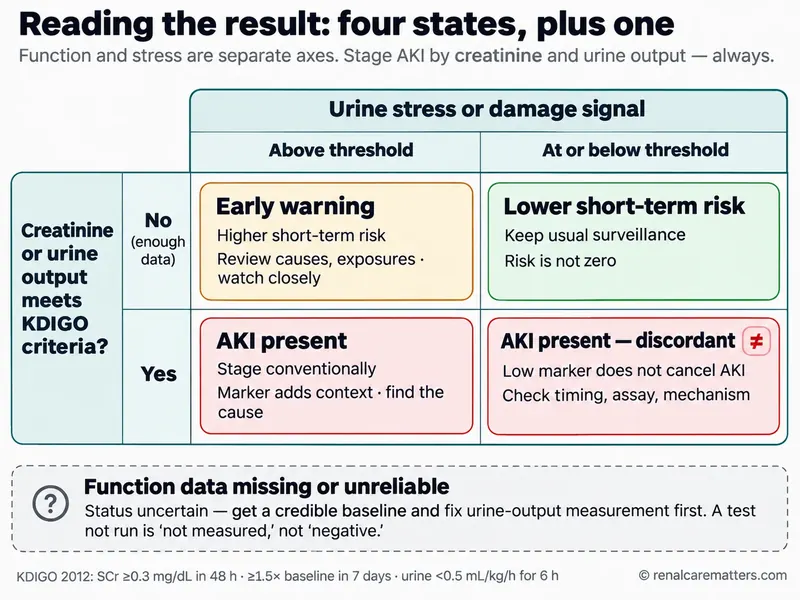 Reading the result: four states, plus one
Function and stress are separate axes. Stage AKI by creatinine and urine output — always.
Urine stress or damage signal
Above threshold
At or below threshold
Creatinine
or urine
output
meets
KDIGO
criteria?
No
(enough
data)
Early warning
Higher short-term risk
Review causes, exposures ·
watch closely
Lower short-term risk
Keep usual surveillance
Risk is not zero
Yes
AKI present
Stage conventionally
Marker adds context · find the
cause
AKI present — discordant ≠
Low marker does not cancel AKI
Check timing, assay, mechanism
?
Function data missing or unreliable
Status uncertain — get a credible baseline and fix urine-output measurement first. A test
not run is ‘not measured,’ not ‘negative.’
KDIGO 2012: SCr ≥0.3 mg/dL in 48 h · ≥1.5× baseline in 7 days · urine <0.5 mL/kg/h for 6 h
© renalcarematters.com